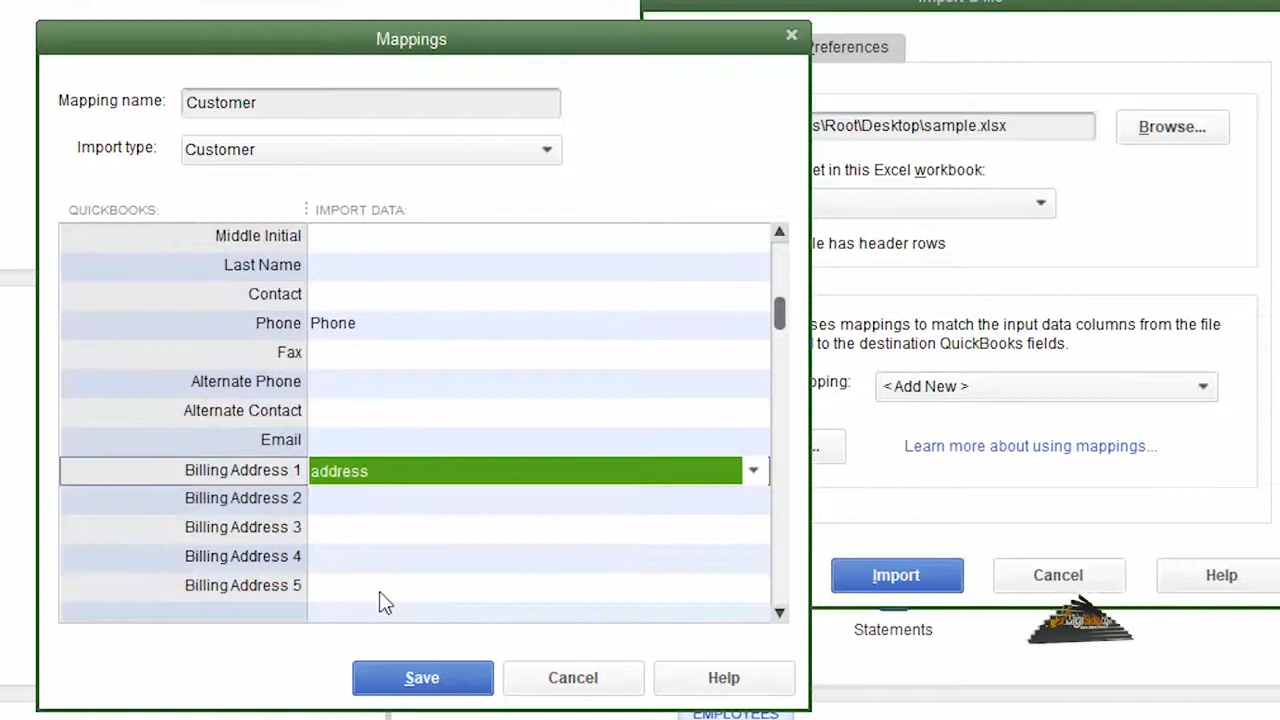 Import a file
Mappings
Preferences
Mapping name:
Customer
s\Root\Desktop\sample.xlsx
Browse...
Import type:
Customer
et in this Excel workbook:
QUICKBOOKS:
IMPORT DATA:
Middle Initial
le has header rows
Last Name
Contact
Phone
Phone
ses mappings to match the input data columns from the file
to the destination QuickBooks fields.
Fax
Alternate Phone
pping:
< Add New >
Alternate Contact
Email
...
Learn more about using mappings...
Billing Address 1
address
Billing Address 2
Billing Address 3
Billing Address 4
Billing Address 5
Import
Cancel
Help
Statements
Save
Cancel
Help
EMPLOYEES